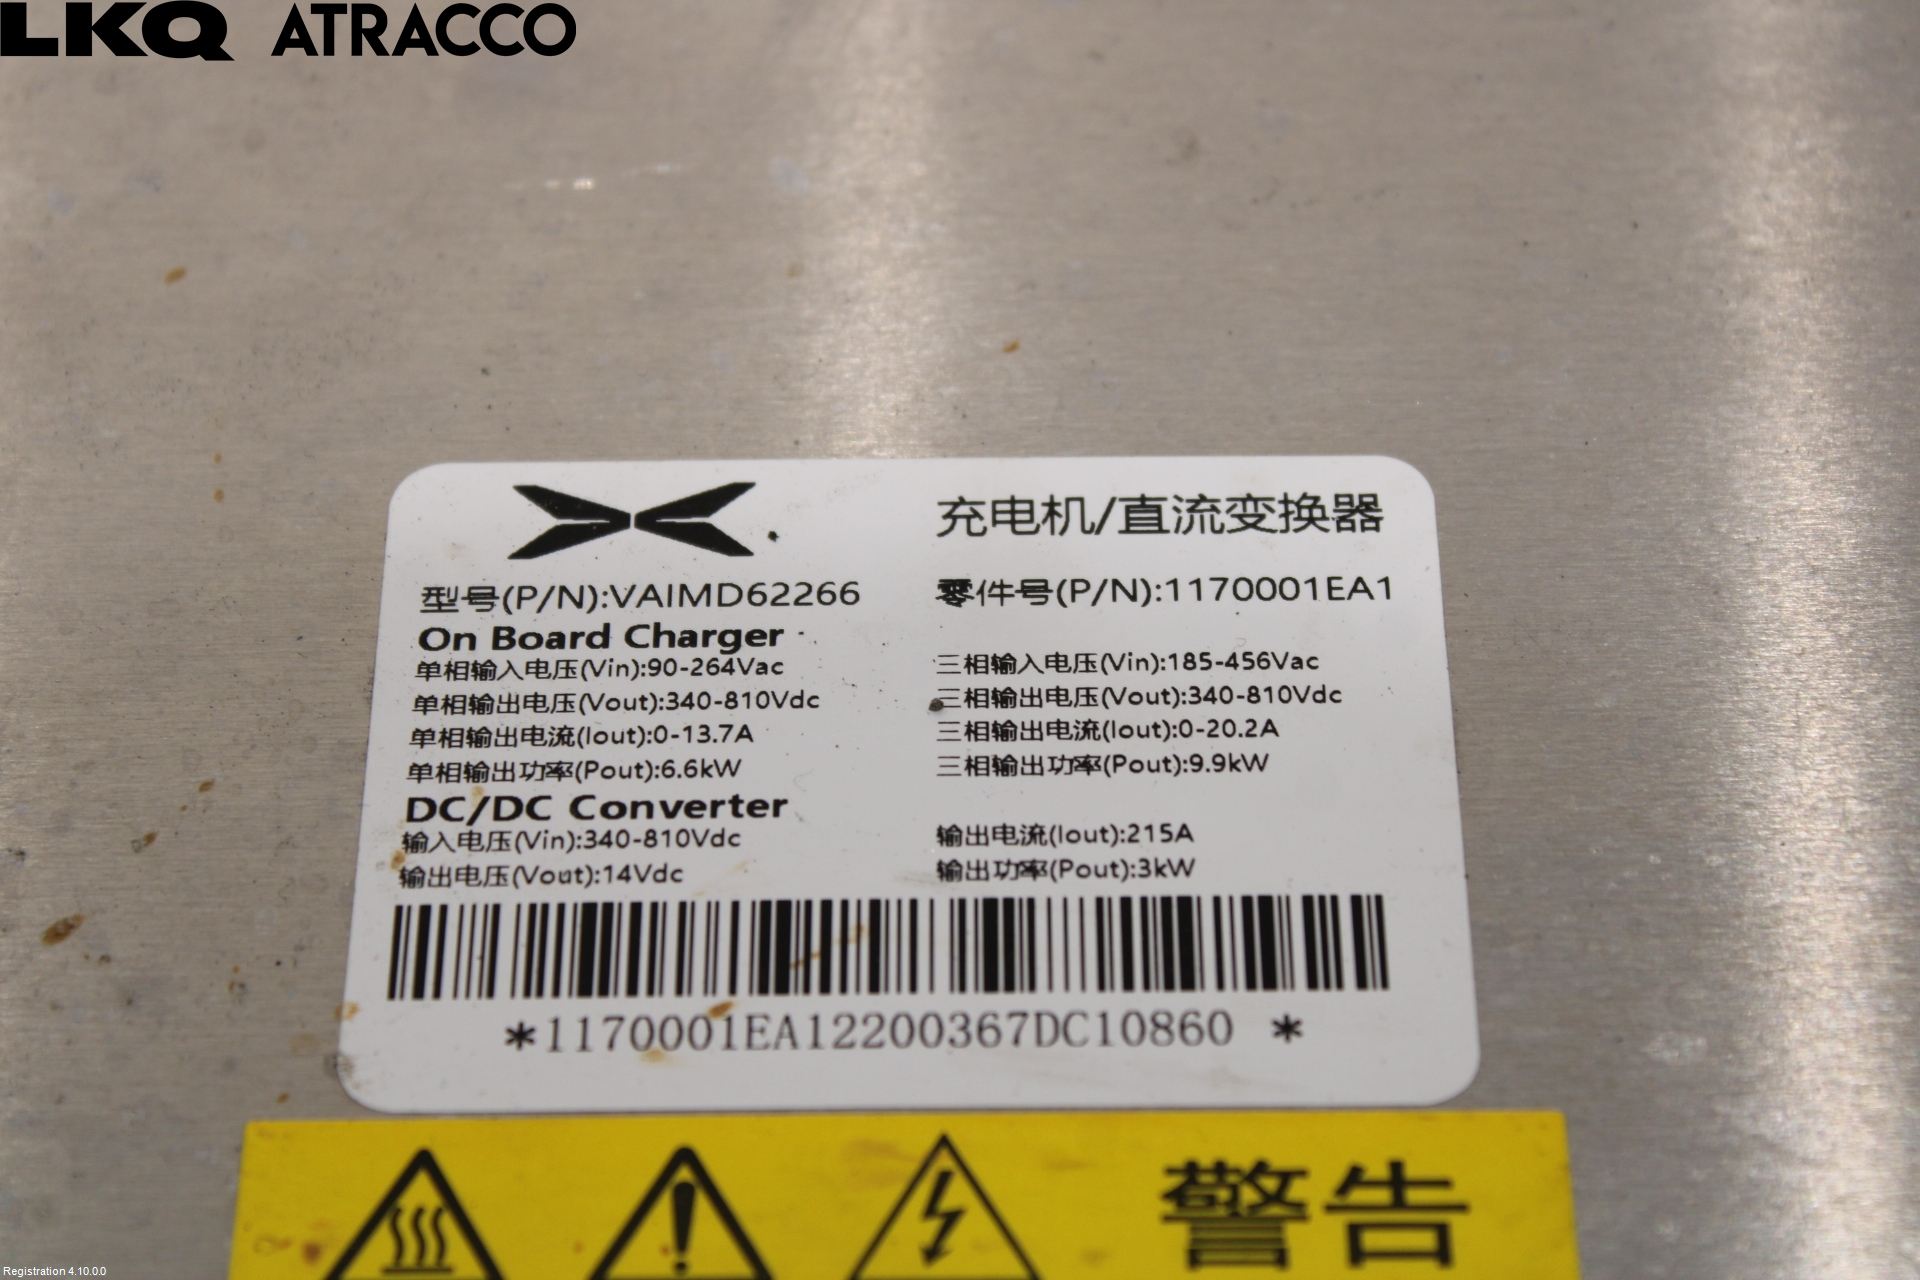 LKQ ATRACCO
充电机/直流变换器
型号(P/N):VAIMD62266 零件号(P/N):1170001EA1
On Board Charger
单相输入电压(Vin):90-264Vac 三相输入电压(Vin):185-456Vac
单相输出电压(Vout):340-810Vdc 三相输出电压(Vout):340-810Vdc
单相输出电流(Iout):0-13.7A 三相输出电流(Iout):0-20.2A
单相输出功率(Pout):6.6kW 三相输出功率(Pout):9.9kW
DC/DC Converter
输入电压(Vin):340-810Vdc 输出电流(Iout):215A
输出电压(Vout):14Vdc 输出功率(Pout):3kW
*1170001EA12200367DC10860 *
警告
Registration 4.10.0.0